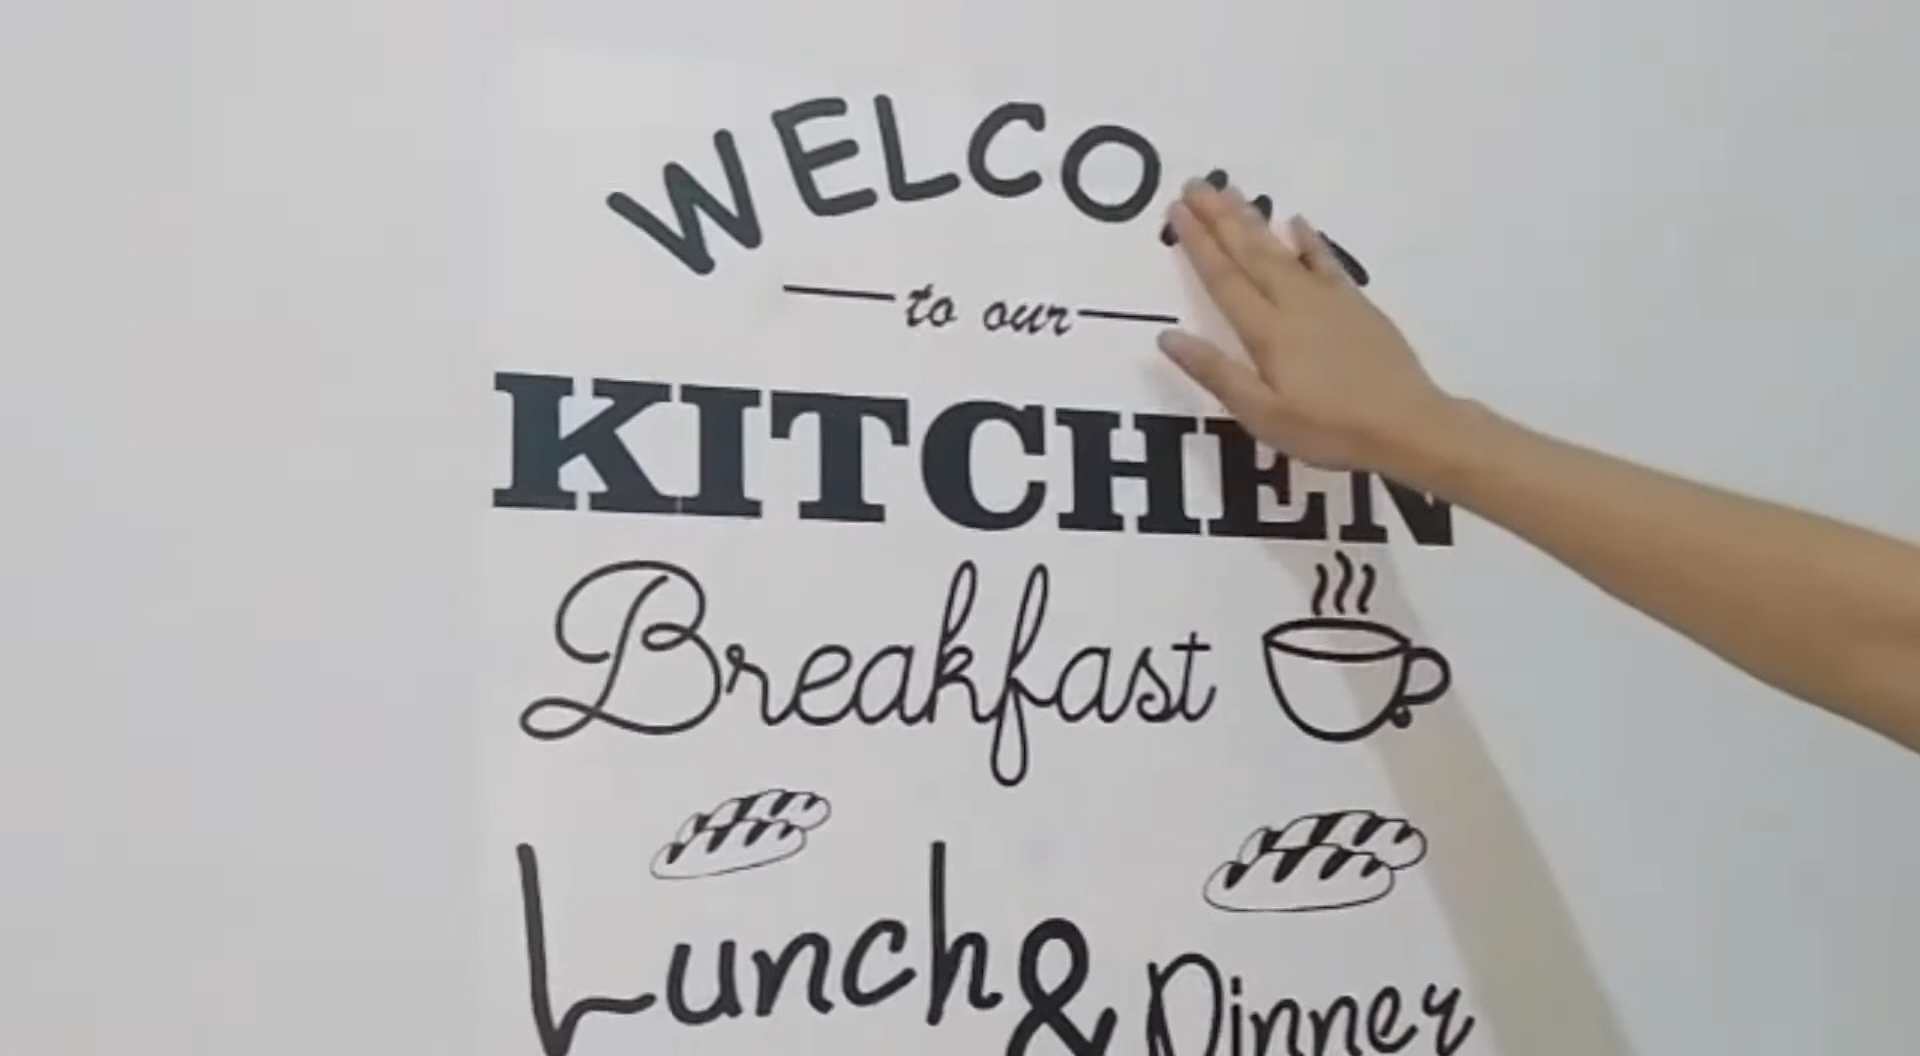 WELCO
to our
KITCHEN
Breakfast
Lunch & Dinner